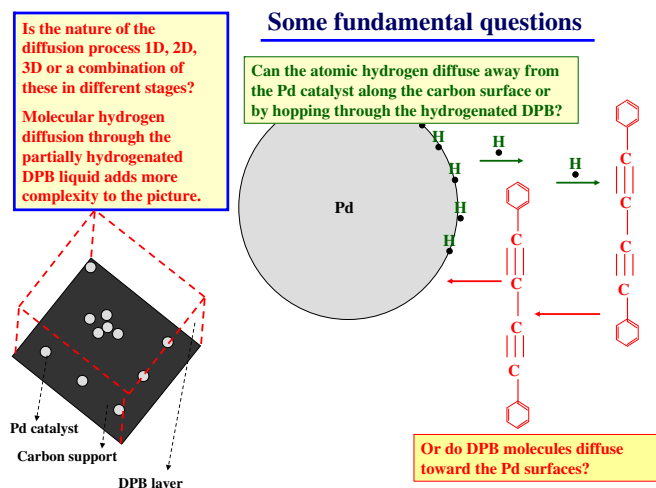 Some fundamental questions
Is the nature of the
diffusion process 1D, 2D,
3D or a combination of
these in different stages?
Molecular hydrogen
diffusion through the
partially hydrogenated
DPB liquid adds more
complexity to the picture.
Can the atomic hydrogen diffuse away from
the Pd catalyst along the carbon surface or
by hopping through the hydrogenated DPB?
H
H
H
H
H
H
Pd
C
C
C
C
C
C
C
C
Pd catalyst
Carbon support
DPB layer
Or do DPB molecules diffuse
toward the Pd surfaces?